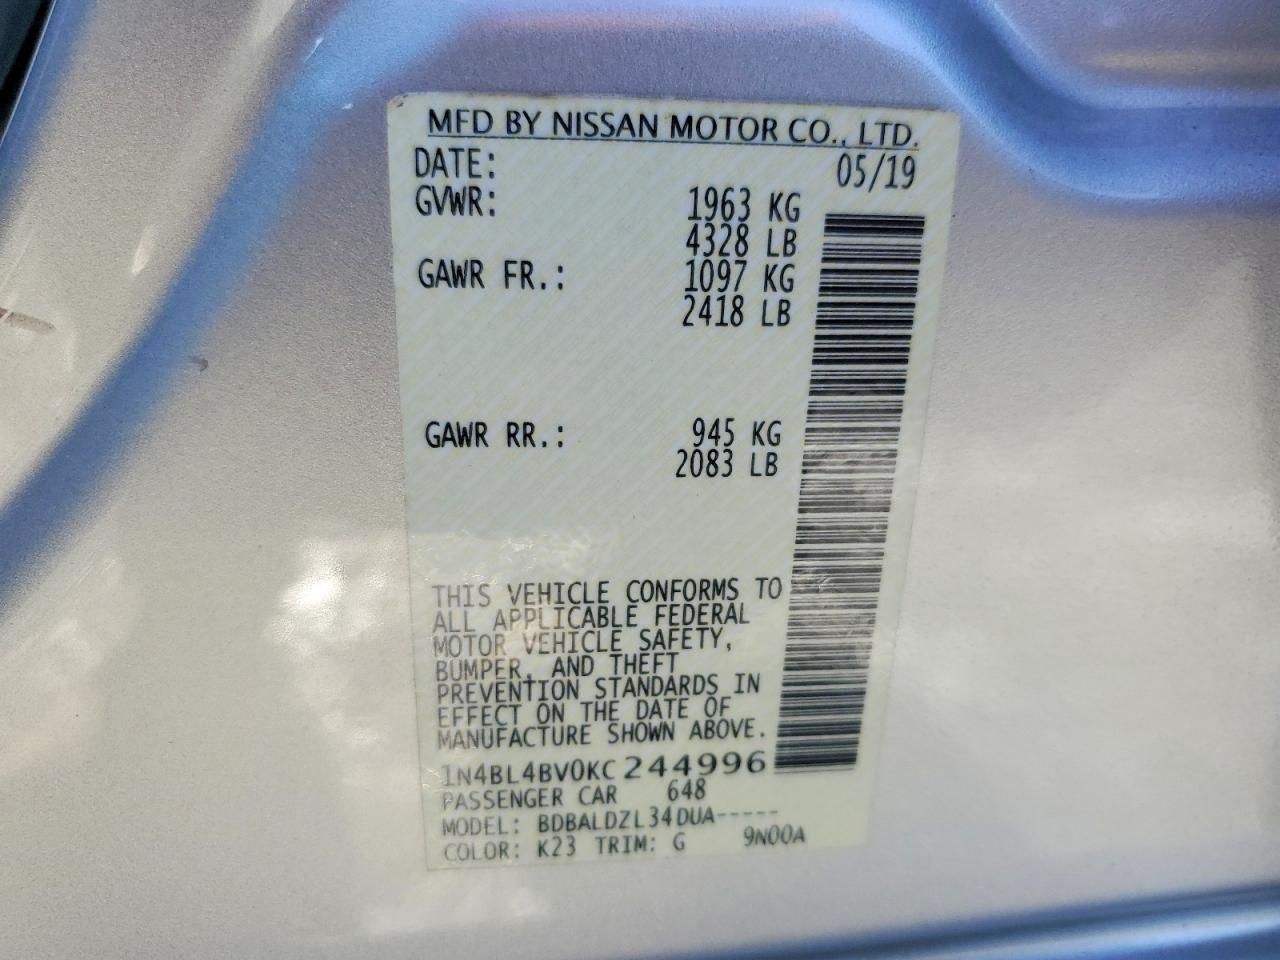 MFD BY NISSAN MOTOR CO., LTD.
DATE: 05/19
GVWR: 1963 KG
4328 LB
GAWR FR.: 1097 KG
2418 LB
GAWR RR.: 945 KG
2083 LB
THIS VEHICLE CONFORMS TO
ALL APPLICABLE FEDERAL
MOTOR VEHICLE SAFETY,
BUMPER, AND THEFT
PREVENTION STANDARDS IN
EFFECT ON THE DATE OF
MANUFACTURE SHOWN ABOVE.
1N4BL4BV0KC244996
PASSENGER CAR 648
MODEL: BDBALDZL34DUA-----
COLOR: K23 TRIM: G 9N00A